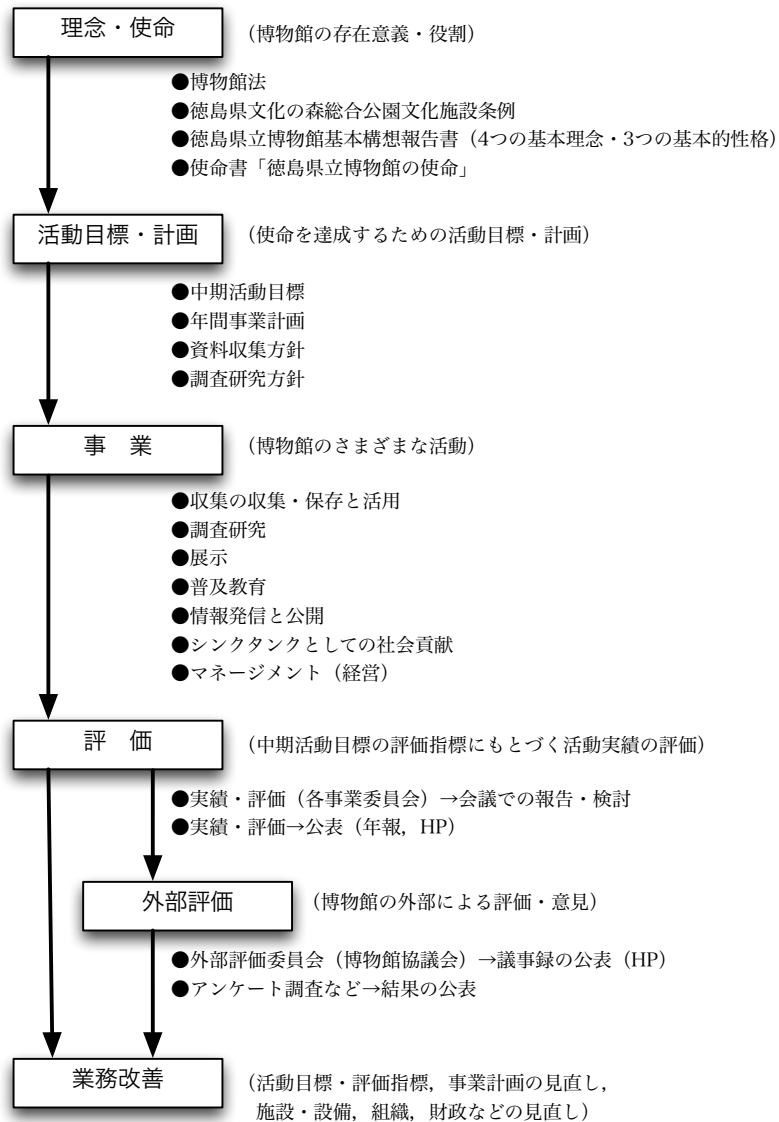 理念・使命 (博物館の存在意義・役割)
●博物館法
●徳島県文化の森総合公園文化施設条例
●徳島県立博物館基本構想報告書（4つの基本理念・3つの基本的性格）
●使命書「徳島県立博物館の使命」
活動目標・計画 (使命を達成するための活動目標・計画)
●中期活動目標
●年間事業計画
●資料収集方針
●調査研究方針
事　業 (博物館のさまざまな活動)
●収集の収集・保存と活用
●調査研究
●展示
●普及教育
●情報発信と公開
●シンクタンクとしての社会貢献
●マネージメント（経営）
評　価 (中期活動目標の評価指標にもとづく活動実績の評価)
●実績・評価（各事業委員会）→会議での報告・検討
●実績・評価→公表（年報，HP）
外部評価 (博物館の外部による評価・意見)
●外部評価委員会（博物館協議会）→議事録の公表（HP）
●アンケート調査など→結果の公表
業務改善 (活動目標・評価指標，事業計画の見直し，
施設・設備，組織，財政などの見直し)